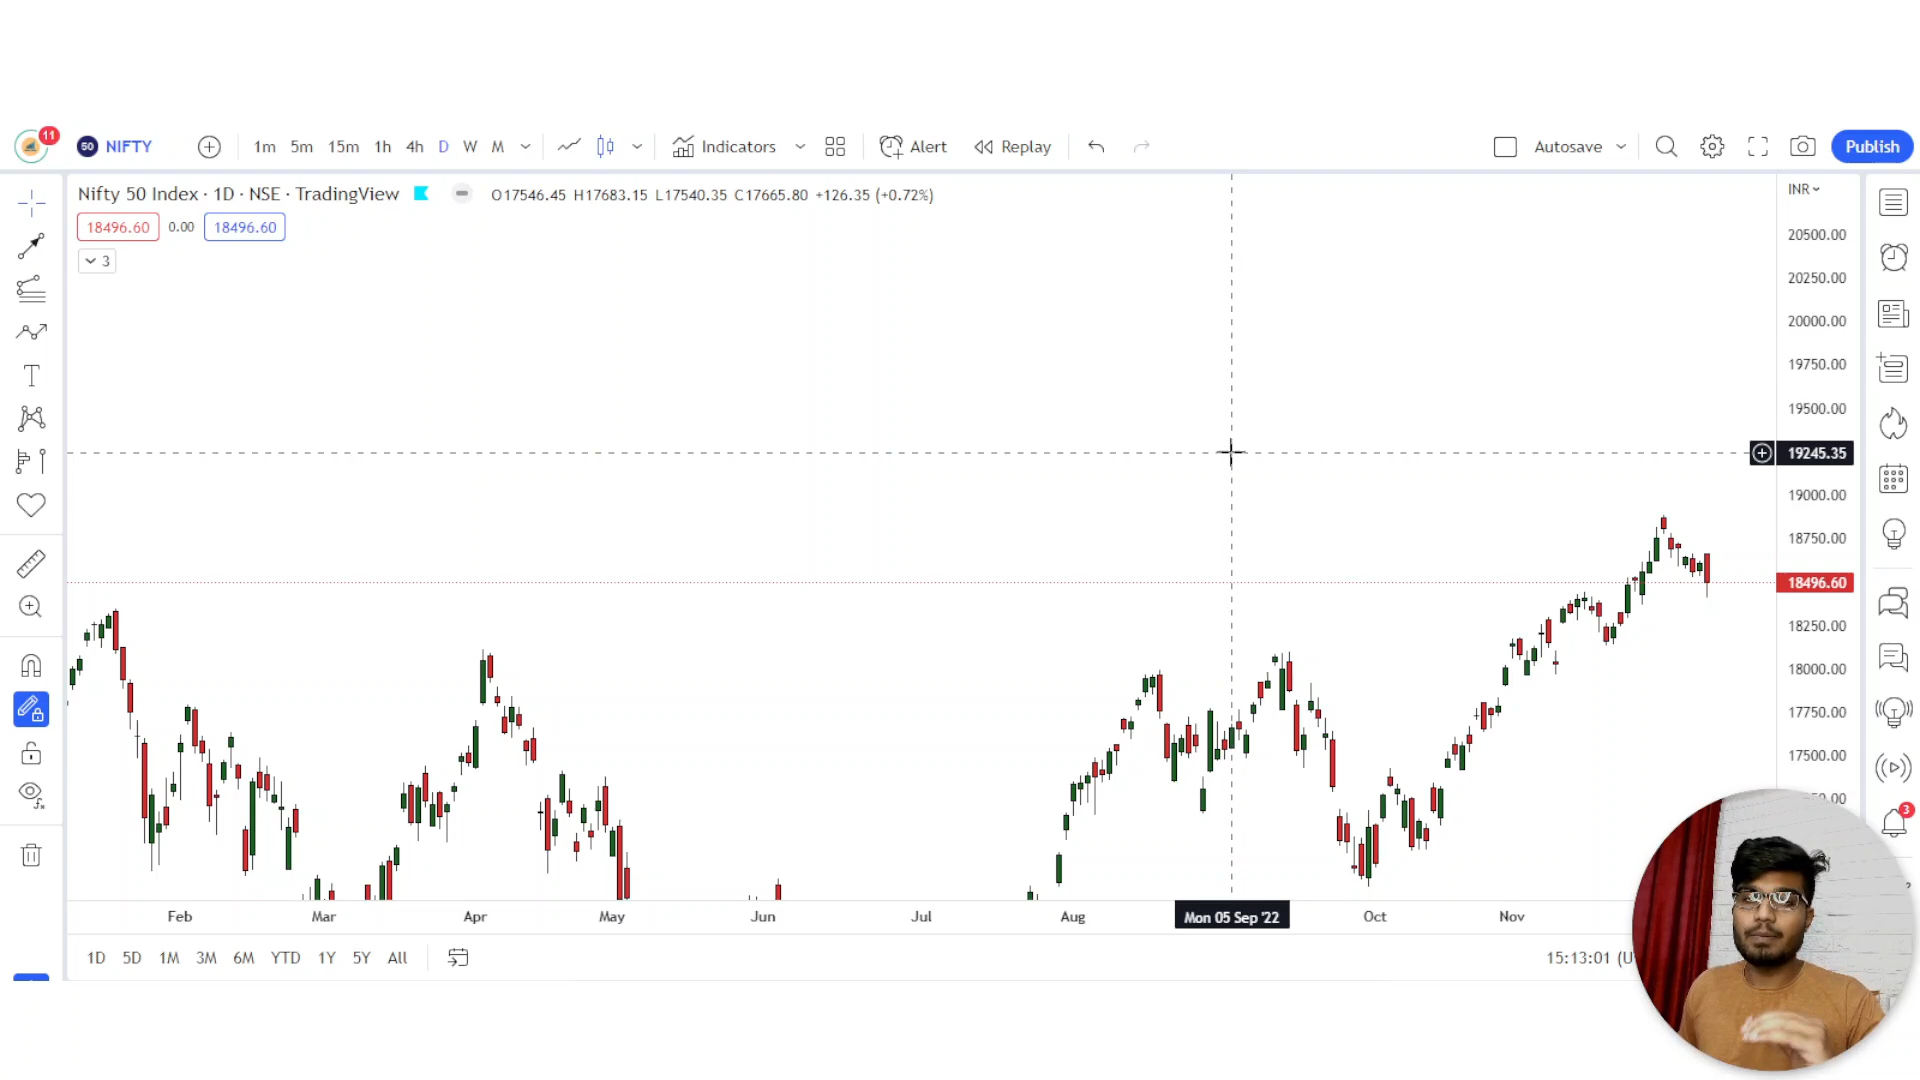 11
50 NIFTY 1m 5m 15m 1h 4h D W M Indicators Alert Replay Autosave Publish
Nifty 50 Index · 1D · NSE · TradingView O17546.45 H17683.15 L17540.35 C17665.80 +126.35 (+0.72%)
INR
18496.60 0.00 18496.60
3
20500.00
20250.00
20000.00
19750.00
19500.00
19245.35
19000.00
18750.00
18496.60
18250.00
18000.00
17750.00
17500.00
3
Feb Mar Apr May Jun Jul Aug Mon 05 Sep '22 Oct Nov
1D 5D 1M 3M 6M YTD 1Y 5Y All
15:13:01 (U